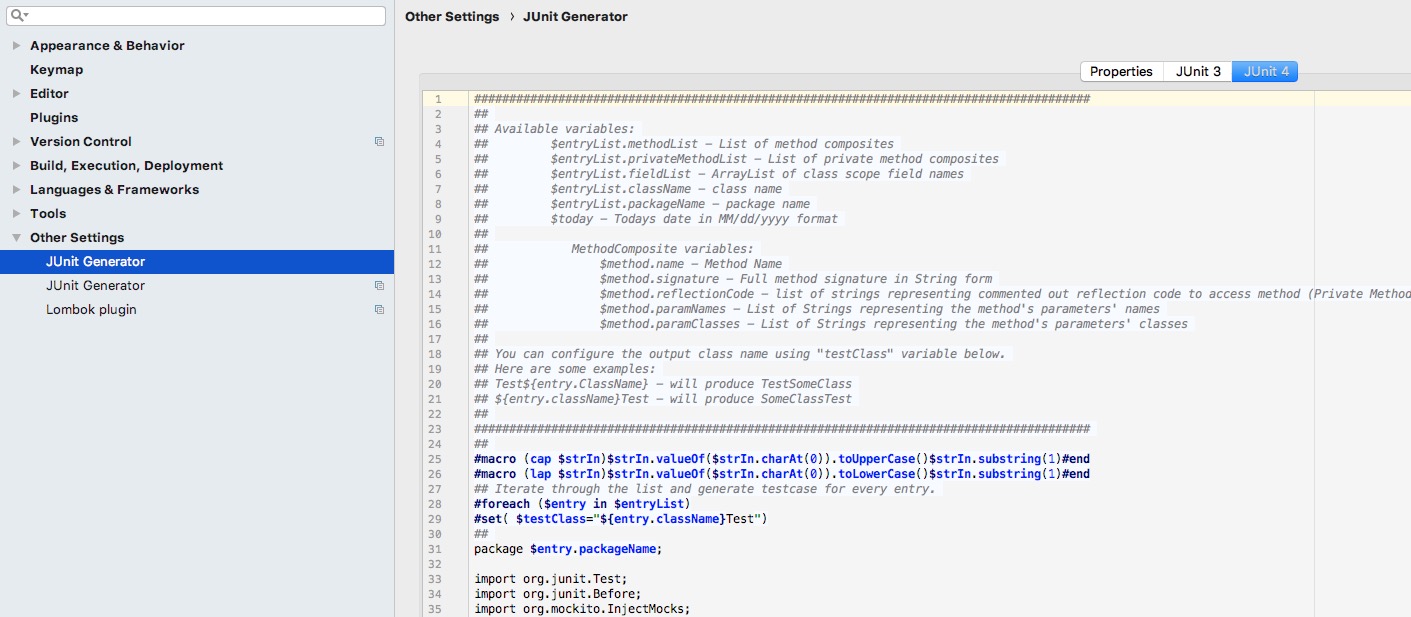 Other Settings › JUnit Generator
Appearance & Behavior
Keymap
Editor
Plugins
Version Control
Build, Execution, Deployment
Languages & Frameworks
Tools
Other Settings
JUnit Generator
JUnit Generator
Lombok plugin
Properties JUnit 3 JUnit 4
1 ########################################################################################
2 ##
3 ## Available variables:
4 ##         $entryList.methodList – List of method composites
5 ##         $entryList.privateMethodList – List of private method composites
6 ##         $entryList.fieldList – ArrayList of class scope field names
7 ##         $entryList.className – class name
8 ##         $entryList.packageName – package name
9 ##         $today – Todays date in MM/dd/yyyy format
10 ##
11 ##            MethodComposite variables:
12 ##                $method.name – Method Name
13 ##                $method.signature – Full method signature in String form
14 ##                $method.reflectionCode – list of strings representing commented out reflection code to access method (Private Method
15 ##                $method.paramNames – List of Strings representing the method's parameters' names
16 ##                $method.paramClasses – List of Strings representing the method's parameters' classes
17 ##
18 ## You can configure the output class name using "testClass" variable below.
19 ## Here are some examples:
20 ## Test${entry.ClassName} – will produce TestSomeClass
21 ## ${entry.className}Test – will produce SomeClassTest
22 ##
23 ########################################################################################
24 ##
25 #macro (cap $strIn)$strIn.valueOf($strIn.charAt(0)).toUpperCase()$strIn.substring(1)#end
26 #macro (lap $strIn)$strIn.valueOf($strIn.charAt(0)).toLowerCase()$strIn.substring(1)#end
27 ## Iterate through the list and generate testcase for every entry.
28 #foreach ($entry in $entryList)
29 #set( $testClass="${entry.className}Test")
30 ##
31 package $entry.packageName;
32
33 import org.junit.Test;
34 import org.junit.Before;
35 import org.mockito.InjectMocks;